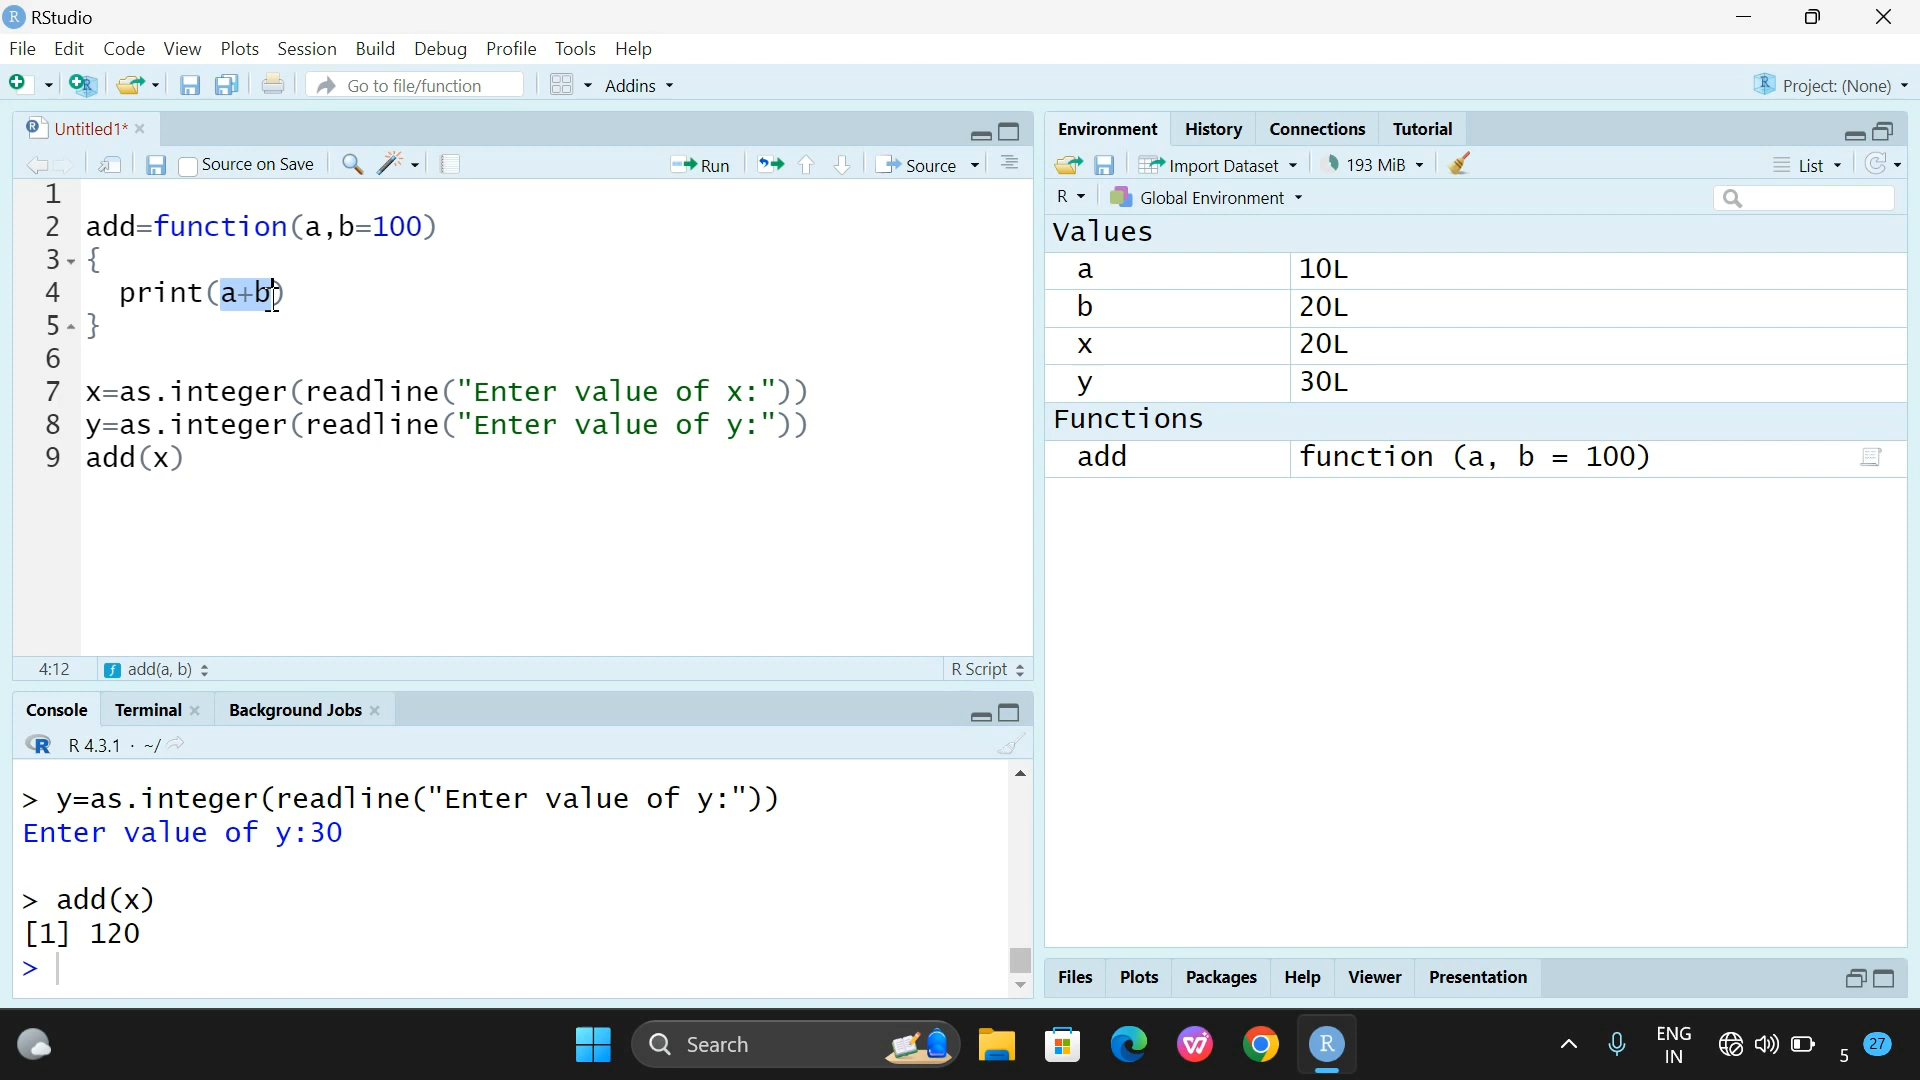 RStudio
File Edit Code View Plots Session Build Debug Profile Tools Help
Go to file/function Addins Project: (None)
Untitled1*
Source on Save Run Source
1
2 add=function(a,b=100)
3 {
4 print(a+b)
5 }
6
7 x=as.integer(readline("Enter value of x:"))
8 y=as.integer(readline("Enter value of y:"))
9 add(x)
4:12 add(a, b) R Script
Console Terminal Background Jobs
R 4.3.1 · ~/
> y=as.integer(readline("Enter value of y:"))
Enter value of y:30
> add(x)
[1] 120
>
Environment History Connections Tutorial
Import Dataset 193 MiB List
R Global Environment
Values
a 10L
b 20L
x 20L
y 30L
Functions
add function (a, b = 100)
Files Plots Packages Help Viewer Presentation
Search ENG 5 27
IN